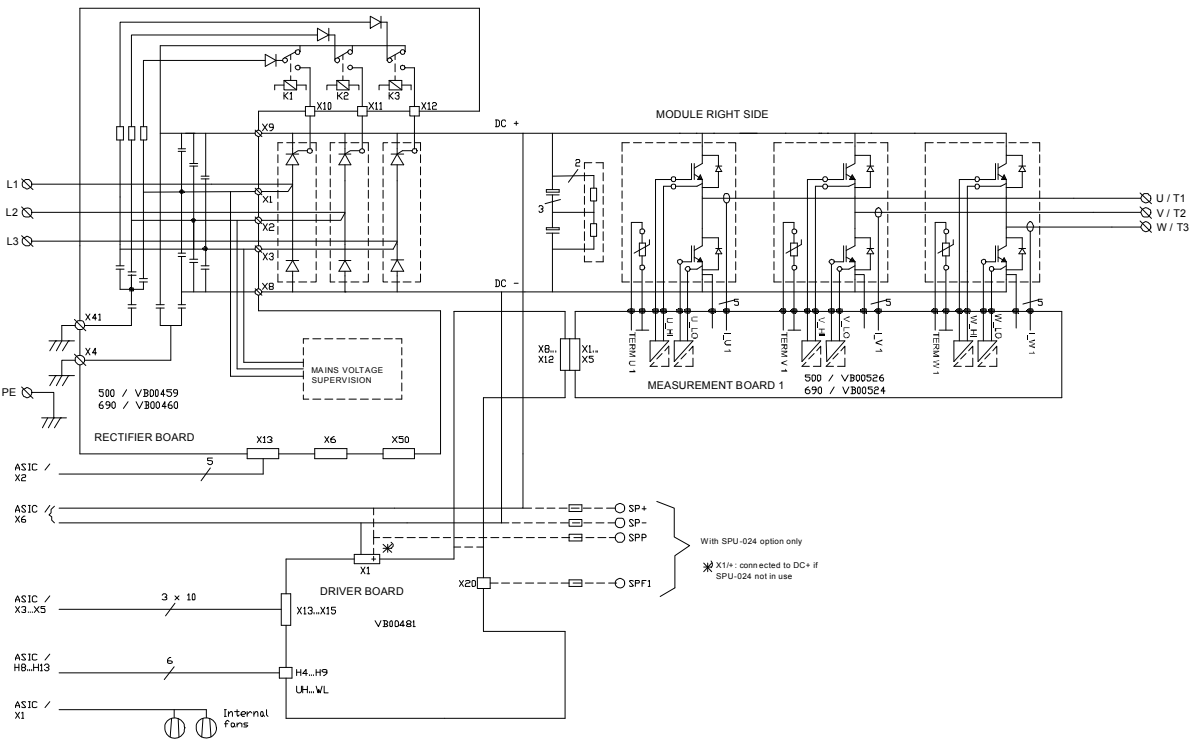 K1
K2
K3
X10
X11
X12
X9
DC +
MODULE RIGHT SIDE
2
3
L1
X1
U / T1
L2
X2
V / T2
L3
X3
W / T3
DC -
X8
5
5
5
X41
X4
TERM U 1
U_HI
U_LO
I_U 1
TERM V 1
V_HI
V_LO
I_V 1
TERM W 1
W_HI
W_LO
I_W 1
X8...
X12
X1...
X5
MAINS VOLTAGE
SUPERVISION
MEASUREMENT BOARD 1
500 / VB00526
690 / VB00524
PE
500 / VB00459
690 / VB00460
RECTIFIER BOARD
X13
X6
X50
ASIC /
X2
5
ASIC /
X6
SP+
SP-
SPP
With SPU-024 option only
X1/+: connected to DC+ if
SPU-024 not in use
+
X1
X20
SPF1
DRIVER BOARD
ASIC /
X3...X5
3 x 10
X13...X15
VB00481
ASIC /
H8...H13
6
H4...H9
UH...WL
ASIC /
X1
Internal
fans